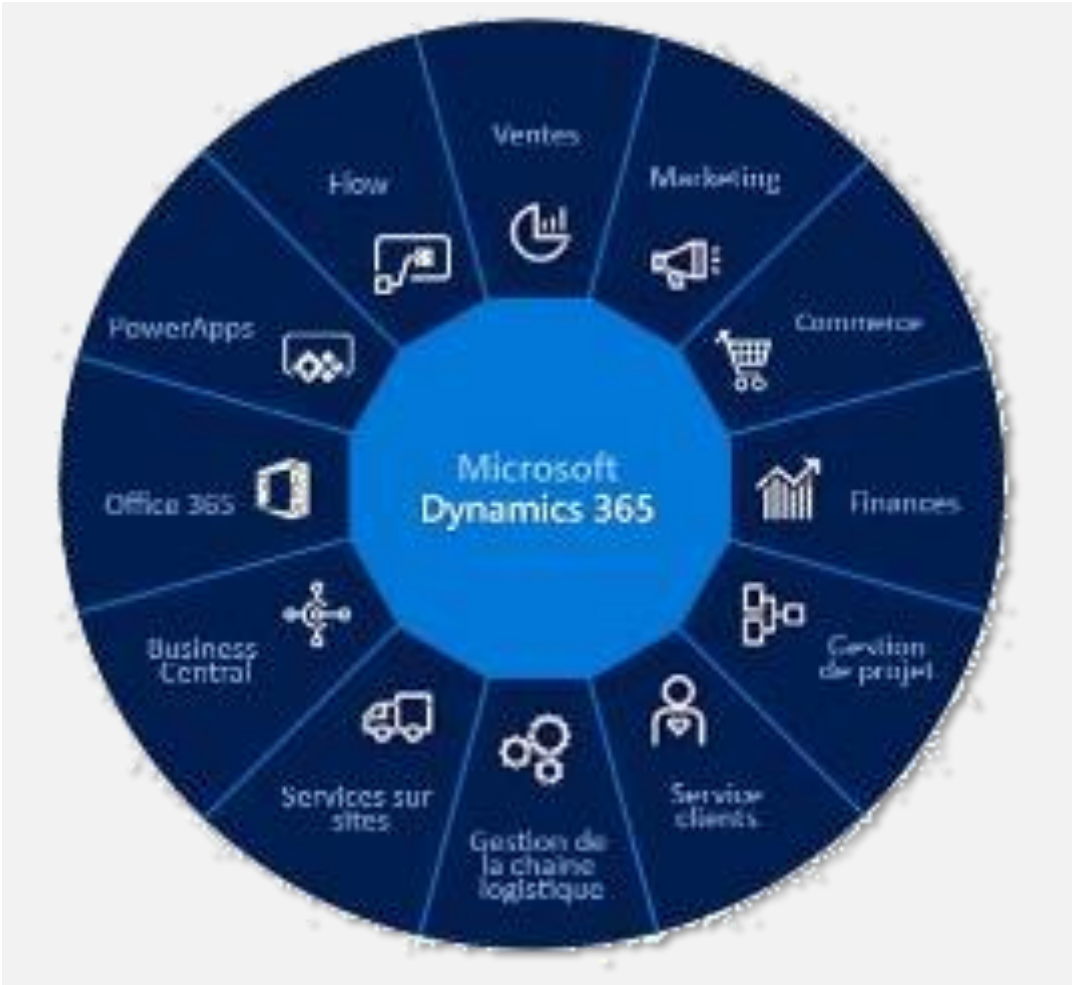 Ventes
Marketing
Commerce
Finances
Gestion
de projet
Service
clients
Gestion de
la chaine
logistique
Services sur
sites
Business
Central
Office 365
PowerApps
Flow
Microsoft
Dynamics 365